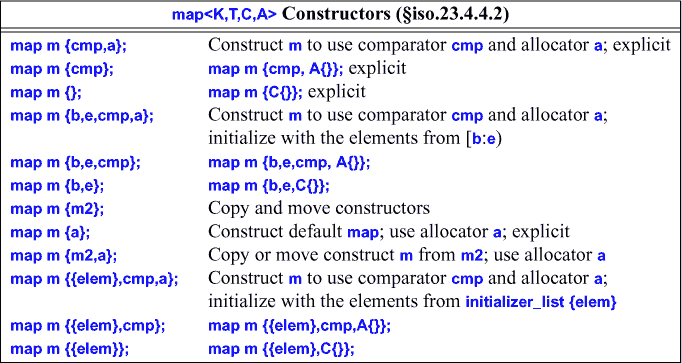 map<K,T,C,A> Constructors (§iso.23.4.4.2)
map m {cmp,a}; Construct m to use comparator cmp and allocator a; explicit
map m {cmp}; map m {cmp, A{}}; explicit
map m {}; map m {C{}}; explicit
map m {b,e,cmp,a}; Construct m to use comparator cmp and allocator a;
initialize with the elements from [b:e)
map m {b,e,cmp}; map m {b,e,cmp, A{}};
map m {b,e}; map m {b,e,C{}};
map m {m2}; Copy and move constructors
map m {a}; Construct default map; use allocator a; explicit
map m {m2,a}; Copy or move construct m from m2; use allocator a
map m {{elem},cmp,a}; Construct m to use comparator cmp and allocator a;
initialize with the elements from initializer_list {elem}
map m {{elem},cmp}; map m {{elem},cmp,A{}};
map m {{elem}}; map m {{elem},C{}};